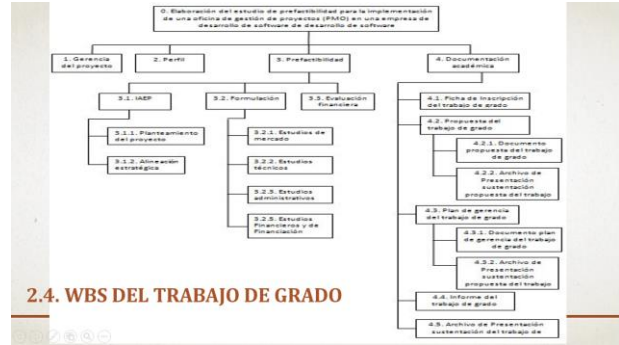 0. Elaboración del estudio de prefactibilidad para la implementación
de una oficina de gestión de proyectos (PMO) en una empresa de
desarrollo de software de desarrollo de software
1. Gerencia
del proyecto
2. Perfil
3. Prefactibilidad
4. Documentación
académica
3.1. IAEP
3.2. Formulación
3.3. Evaluación
financiera
3.1.1. Planteamiento
del proyecto
3.1.2. Alineación
estratégica
3.2.1. Estudios de
mercado
3.2.2. Estudios
técnicos
3.2.3. Estudios
administrativos
3.2.5. Estudios
Financieros y de
Financiación
4.1. Ficha de Inscripción
del trabajo de grado
4.2. Propuesta del
trabajo de grado
4.2.1. Documento
propuesta del trabajo
de grado
4.2.2. Archivo de
Presentación
sustentación
propuesta del trabajo
4.3. Plan de gerencia
del trabajo de grado
4.3.1. Documento plan
de gerencia del trabajo
de grado
4.3.2. Archivo de
Presentación
sustentación
propuesta del trabajo
4.4. Informe del
trabajo de grado
4.5. Archivo de Presentación
sustentación del trabajo de
2.4. WBS DEL TRABAJO DE GRADO